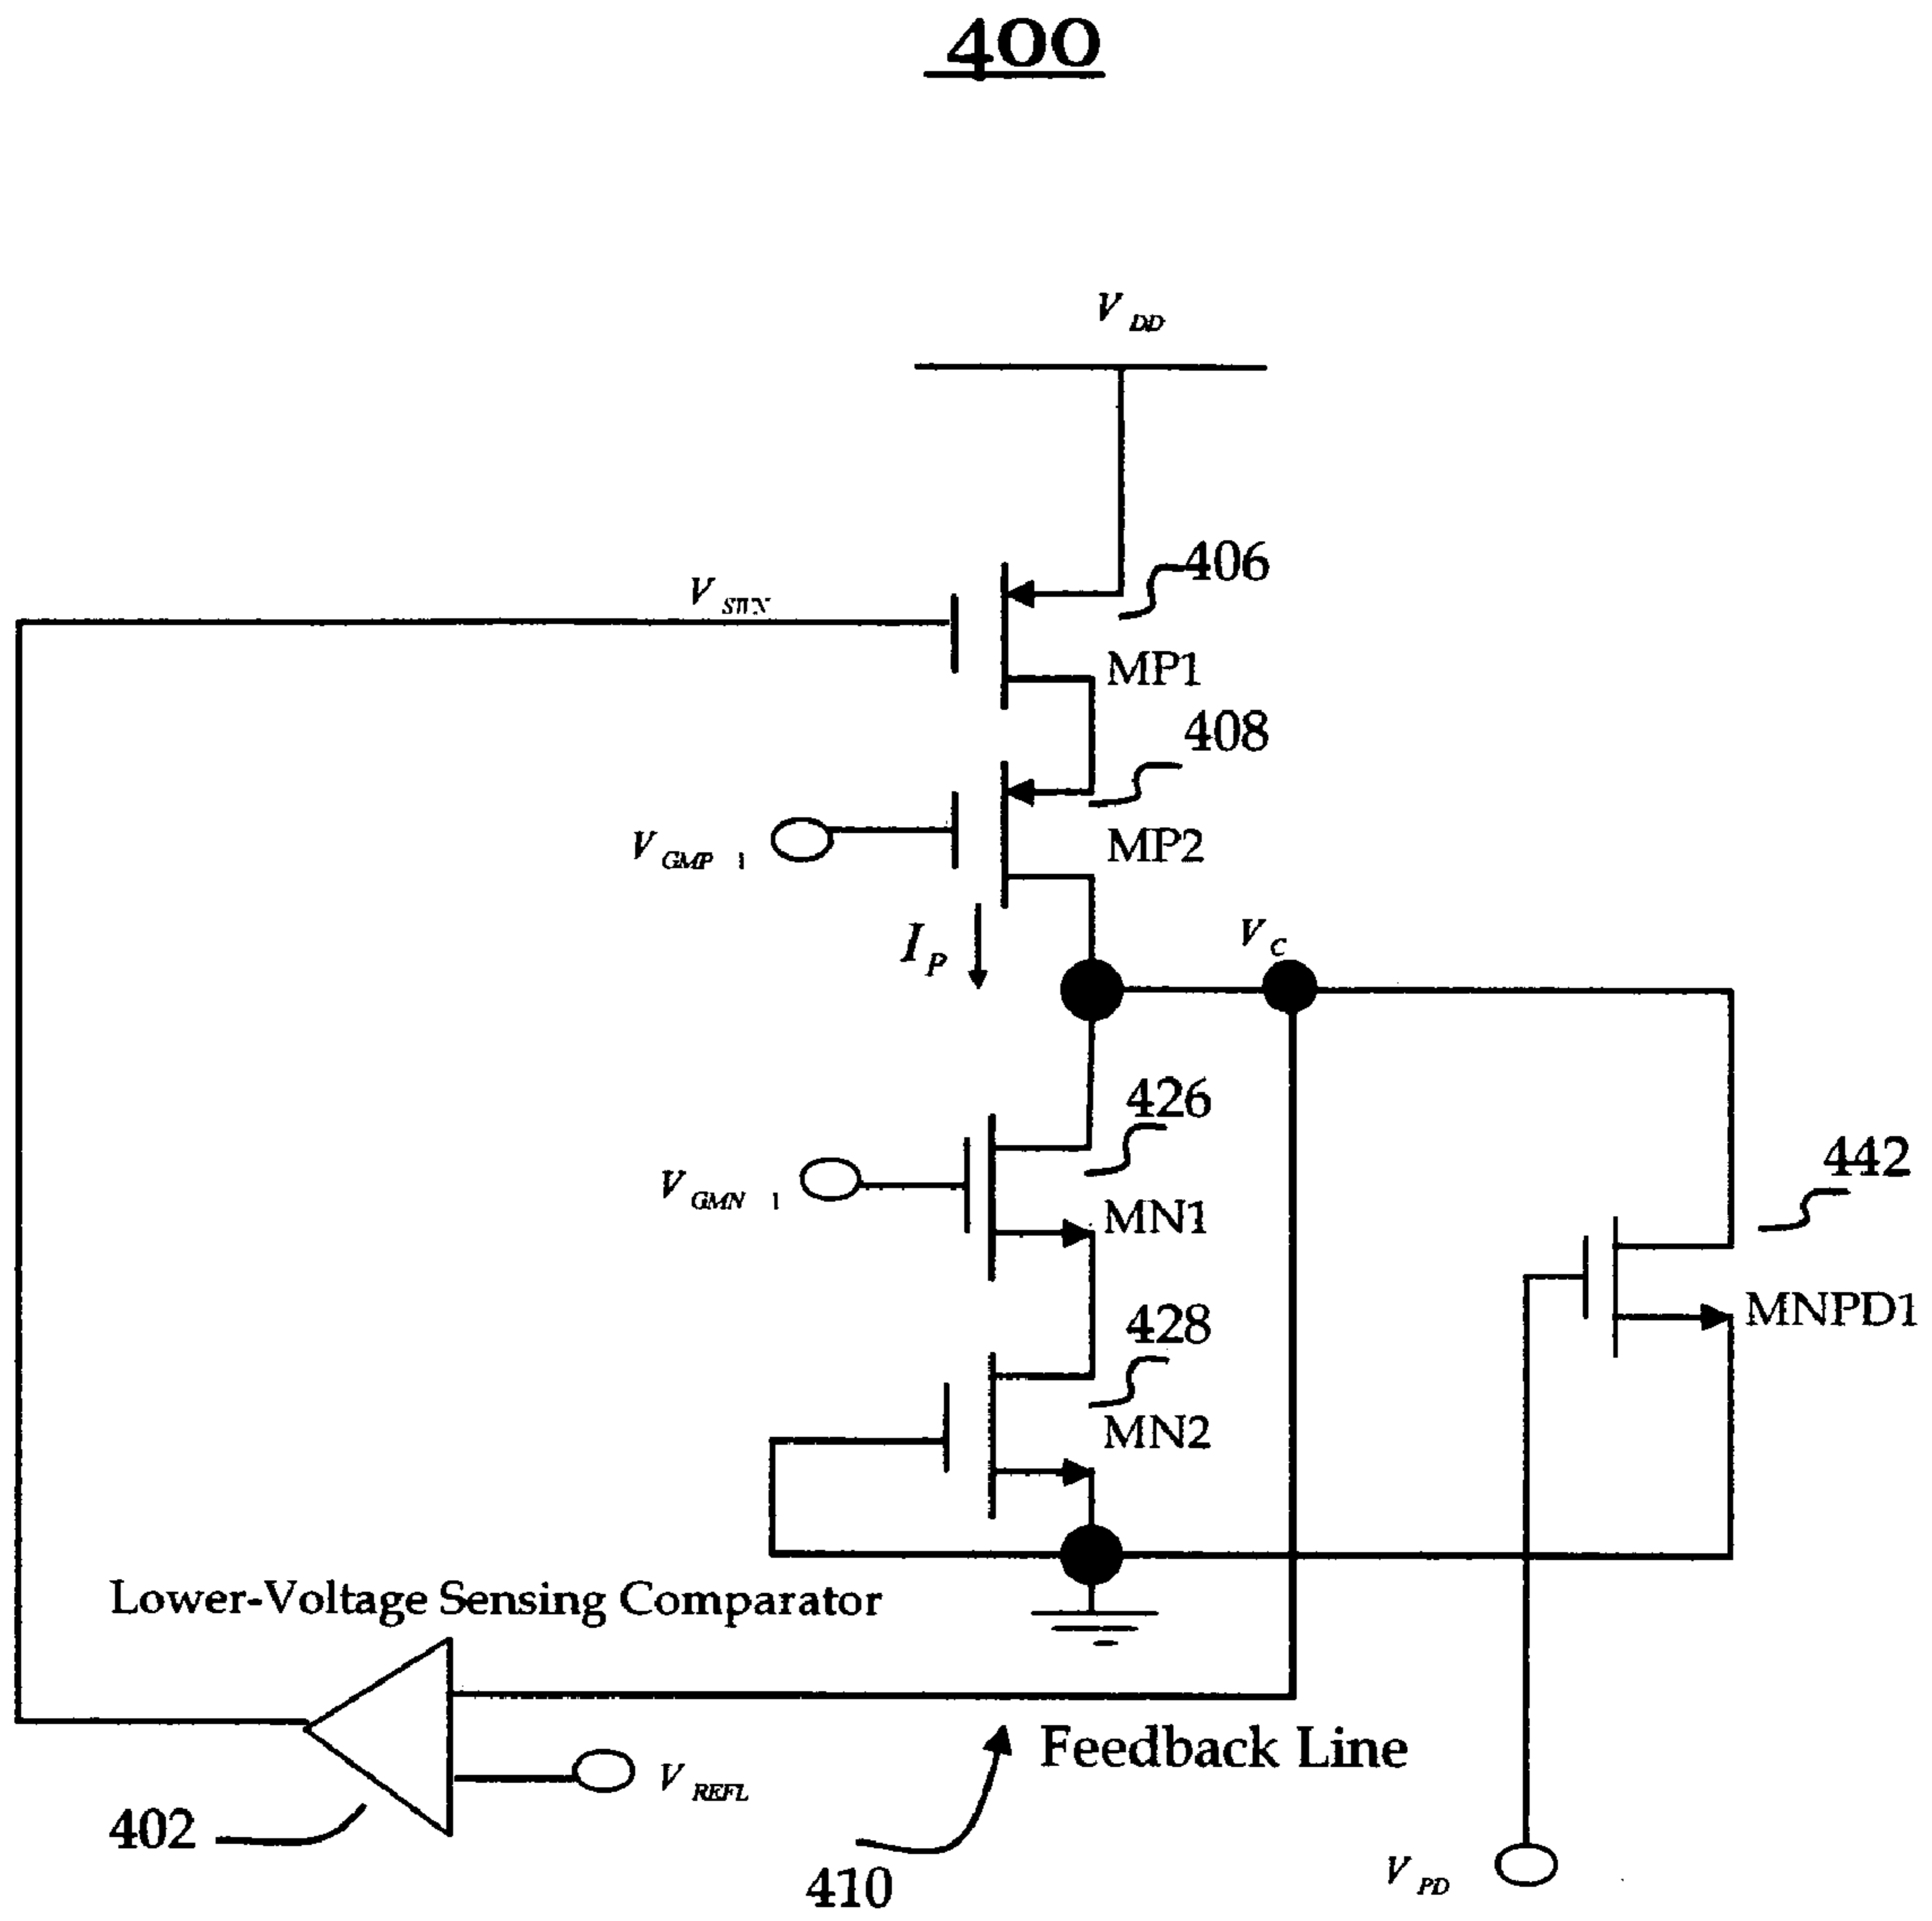 400
V DD
406
V SWN
MP1
408
V GMP 1
MP2
I P
V C
426
V GMN 1
MN1
442
428
MNPD1
MN2
Lower-Voltage Sensing Comparator
Feedback Line
V REFL
402
410
V PD